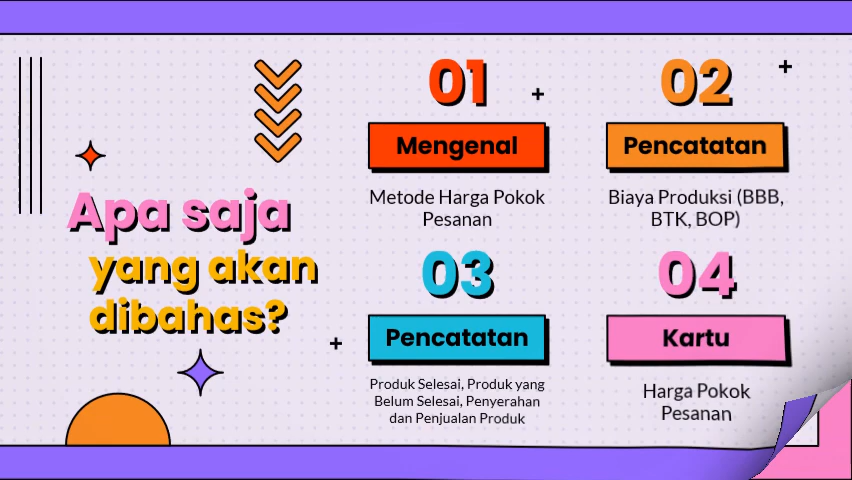 Apa saja
yang akan
dibahas?
01
Mengenal
Metode Harga Pokok
Pesanan
02
Pencatatan
Biaya Produksi (BBB,
BTK, BOP)
03
Pencatatan
Produk Selesai, Produk yang
Belum Selesai, Penyerahan
dan Penjualan Produk
04
Kartu
Harga Pokok
Pesanan